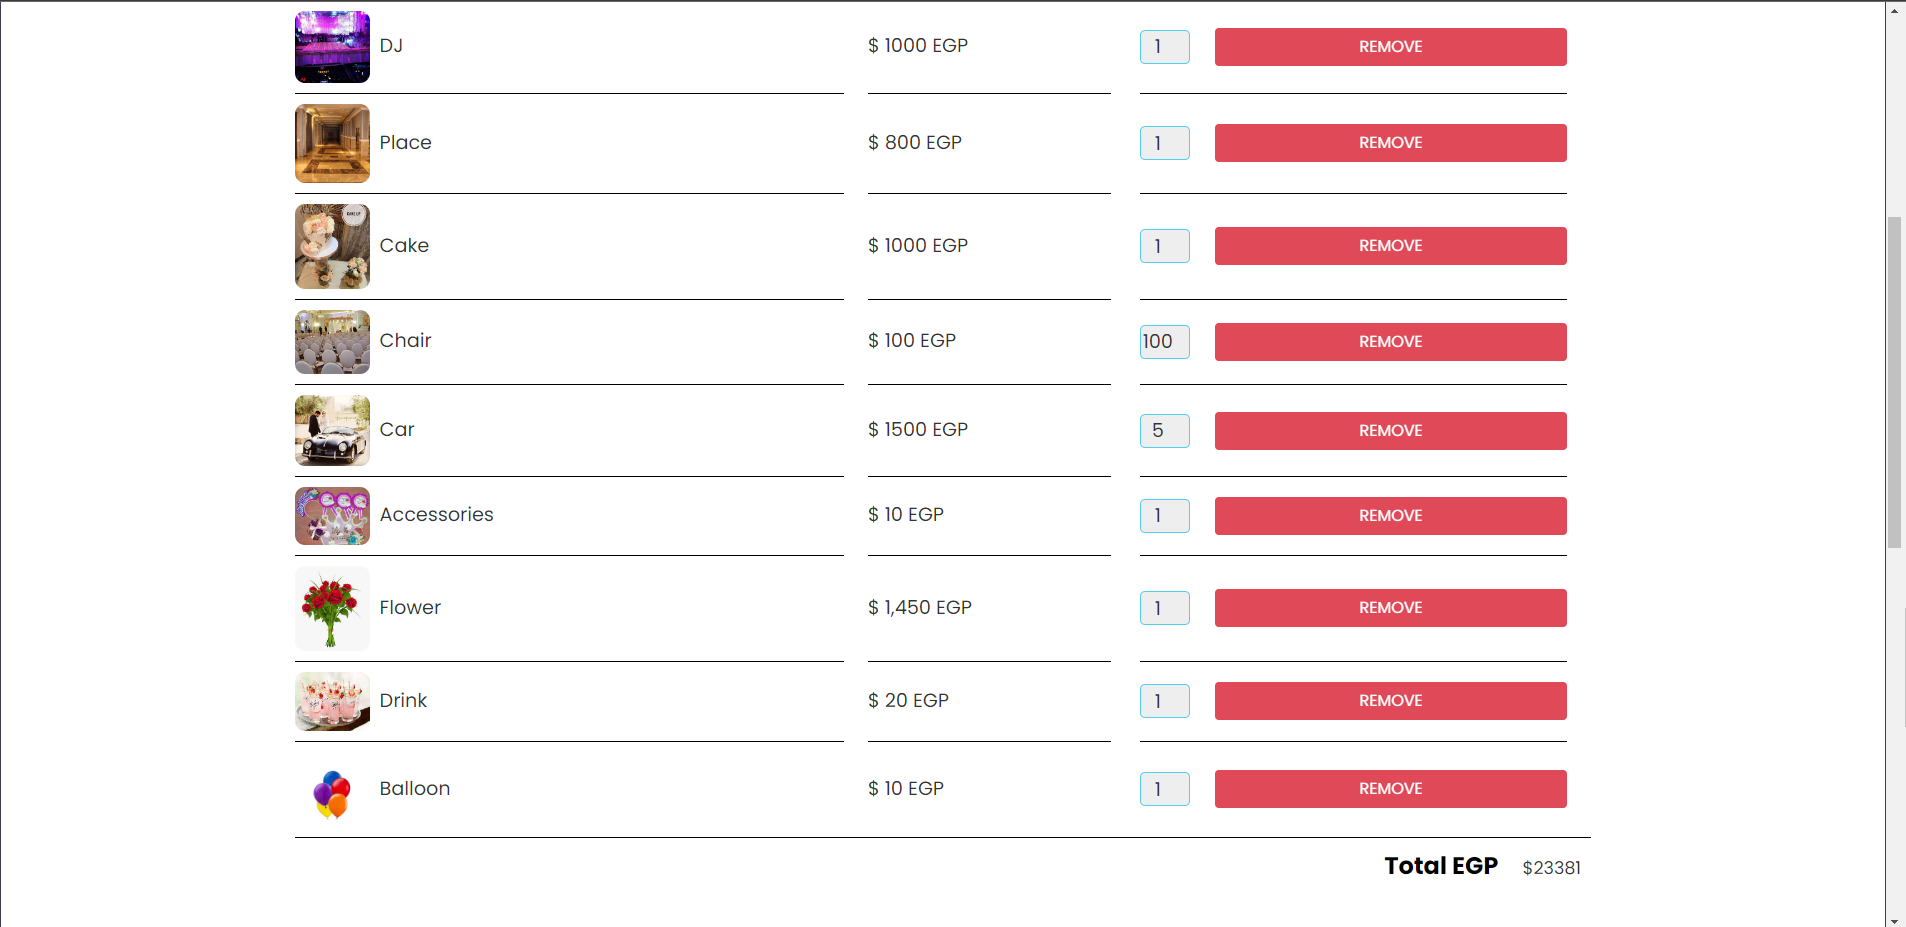 DJ $ 1000 EGP 1 REMOVE
Place $ 800 EGP 1 REMOVE
Cake $ 1000 EGP 1 REMOVE
Chair $ 100 EGP 100 REMOVE
Car $ 1500 EGP 5 REMOVE
Accessories $ 10 EGP 1 REMOVE
Flower $ 1,450 EGP 1 REMOVE
Drink $ 20 EGP 1 REMOVE
Balloon $ 10 EGP 1 REMOVE
Total EGP $23381